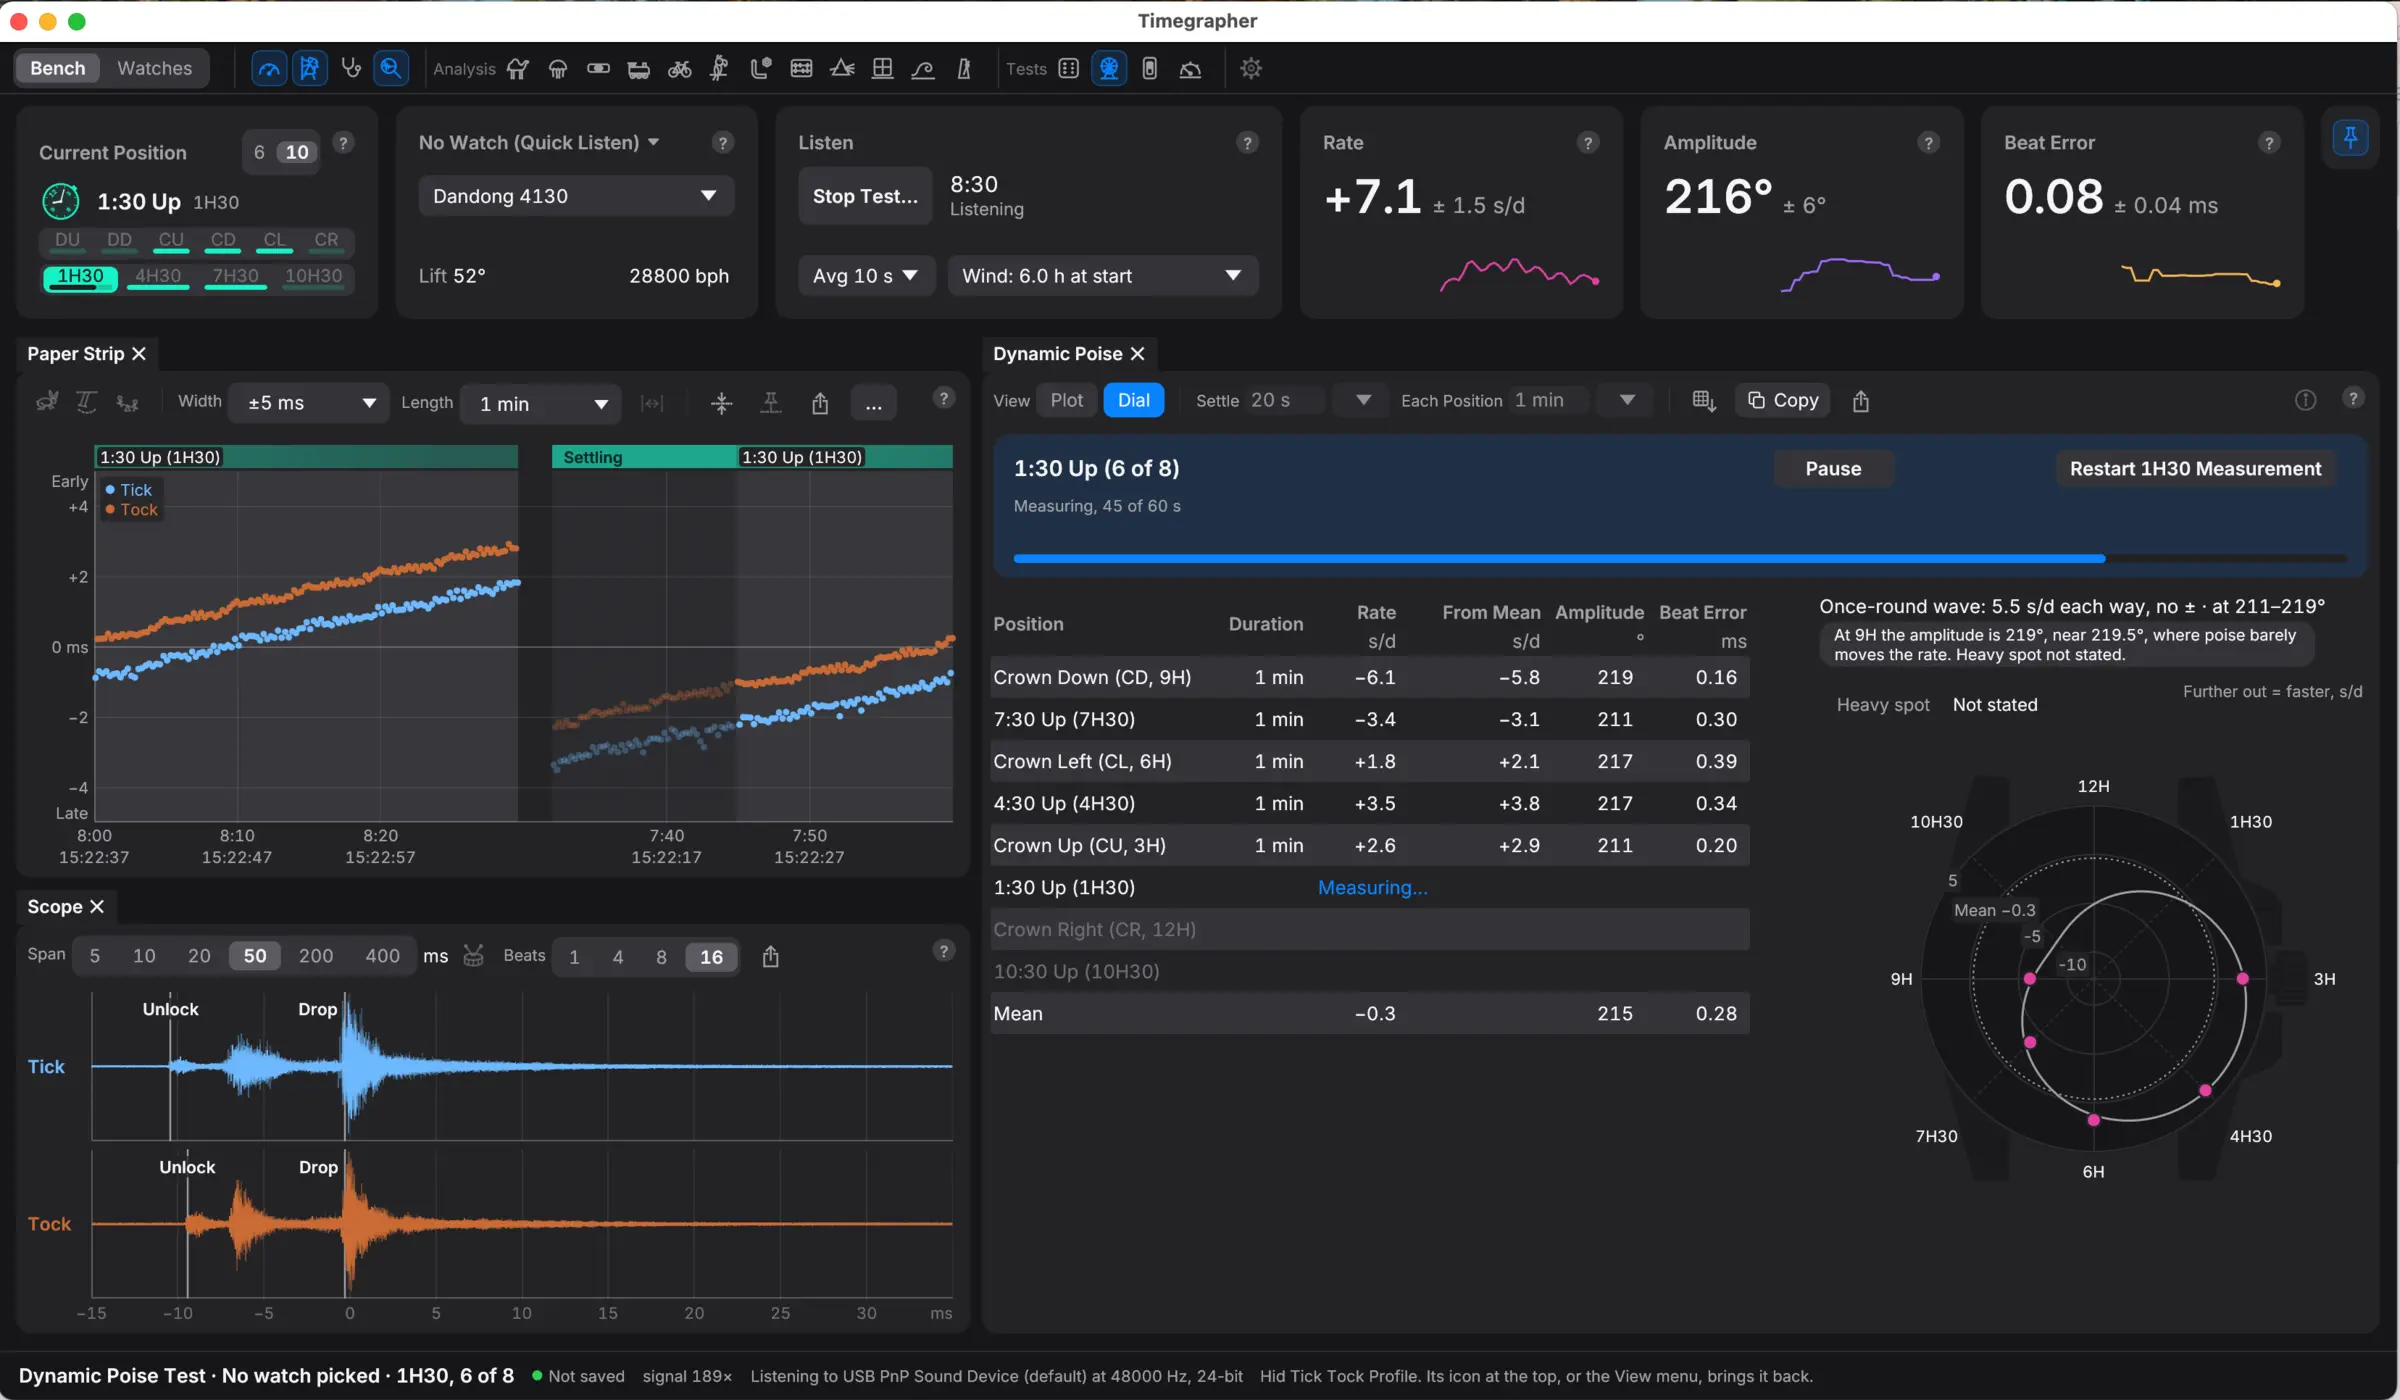 Timegrapher
Bench Watches Analysis Tests
Current Position 6 10 ?
1:30 Up 1H30
DU DD CU CD CL CR
1H30 4H30 7H30 10H30
No Watch (Quick Listen) ?
Dandong 4130
Lift 52° 28800 bph
Listen ?
Stop Test... 8:30
Listening
Avg 10 s Wind: 6.0 h at start
Rate ?
+7.1 ± 1.5 s/d
Amplitude ?
216° ± 6°
Beat Error ?
0.08 ± 0.04 ms
Paper Strip
Width ±5 ms Length 1 min ... ?
1:30 Up (1H30) Settling 1:30 Up (1H30)
Early
+4
+2
0 ms
−2
−4
Late
Tick
Tock
8:00 8:10 8:20 7:40 7:50
15:22:37 15:22:47 15:22:57 15:22:17 15:22:27
Scope
Span 5 10 20 50 200 400 ms Beats 1 4 8 16 ?
Unlock Drop
Tick
Unlock Drop
Tock
−15 −10 −5 0 5 10 15 20 25 30 ms
Dynamic Poise
View Plot Dial Settle 20 s Each Position 1 min Copy ?
1:30 Up (6 of 8) Pause Restart 1H30 Measurement
Measuring, 45 of 60 s
Position Duration Rate From Mean Amplitude Beat Error
s/d s/d ° ms
Crown Down (CD, 9H) 1 min −6.1 −5.8 219 0.16
7:30 Up (7H30) 1 min −3.4 −3.1 211 0.30
Crown Left (CL, 6H) 1 min +1.8 +2.1 217 0.39
4:30 Up (4H30) 1 min +3.5 +3.8 217 0.34
Crown Up (CU, 3H) 1 min +2.6 +2.9 211 0.20
1:30 Up (1H30) Measuring...
Crown Right (CR, 12H)
10:30 Up (10H30)
Mean −0.3 215 0.28
Once-round wave: 5.5 s/d each way, no ± · at 211–219°
At 9H the amplitude is 219°, near 219.5°, where poise barely
moves the rate. Heavy spot not stated.
Further out = faster, s/d
Heavy spot Not stated
12H
10H30 1H30
5
Mean −0.3
-5
-10
9H 3H
7H30 4H30
6H
Dynamic Poise Test · No watch picked · 1H30, 6 of 8 Not saved signal 189× Listening to USB PnP Sound Device (default) at 48000 Hz, 24-bit Hid Tick Tock Profile. Its icon at the top, or the View menu, brings it back.